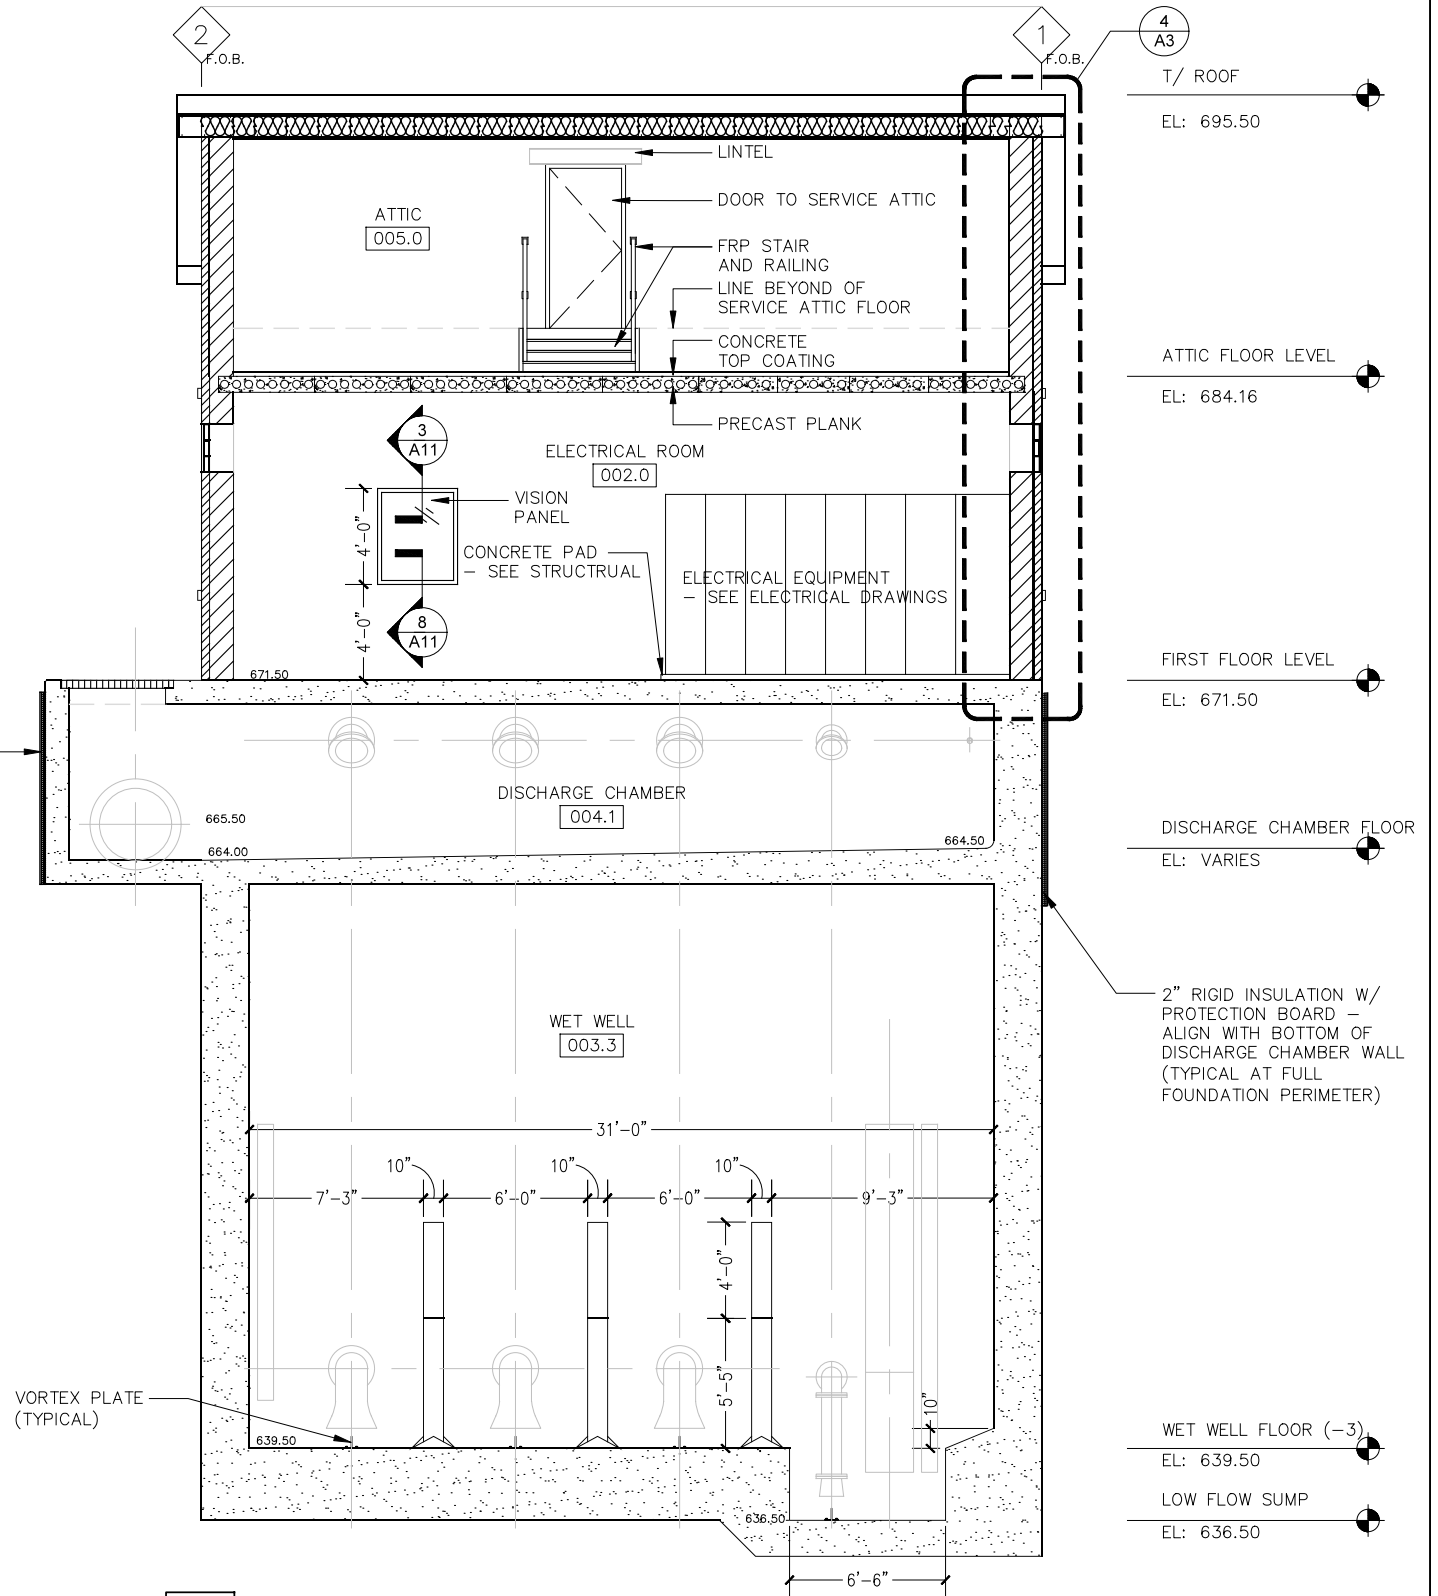 2
F.O.B.
1
F.O.B.
4
A3
T/ ROOF
EL: 695.50
LINTEL
DOOR TO SERVICE ATTIC
ATTIC
005.0
FRP STAIR
AND RAILING
LINE BEYOND OF
SERVICE ATTIC FLOOR
CONCRETE
TOP COATING
ATTIC FLOOR LEVEL
EL: 684.16
PRECAST PLANK
3
A11
ELECTRICAL ROOM
002.0
VISION
PANEL
4'-0"
CONCRETE PAD
- SEE STRUCTRUAL
ELECTRICAL EQUIPMENT
- SEE ELECTRICAL DRAWINGS
8
A11
4'-0"
671.50
FIRST FLOOR LEVEL
EL: 671.50
DISCHARGE CHAMBER
004.1
665.50
664.00
664.50
DISCHARGE CHAMBER FLOOR
EL: VARIES
2" RIGID INSULATION W/
PROTECTION BOARD -
ALIGN WITH BOTTOM OF
DISCHARGE CHAMBER WALL
(TYPICAL AT FULL
FOUNDATION PERIMETER)
WET WELL
003.3
31'-0"
10"
10"
10"
7'-3"
6'-0"
6'-0"
9'-3"
4'-0"
5'-5"
10"
VORTEX PLATE
(TYPICAL)
639.50
WET WELL FLOOR (-3)
EL: 639.50
LOW FLOW SUMP
EL: 636.50
636.50
6'-6"